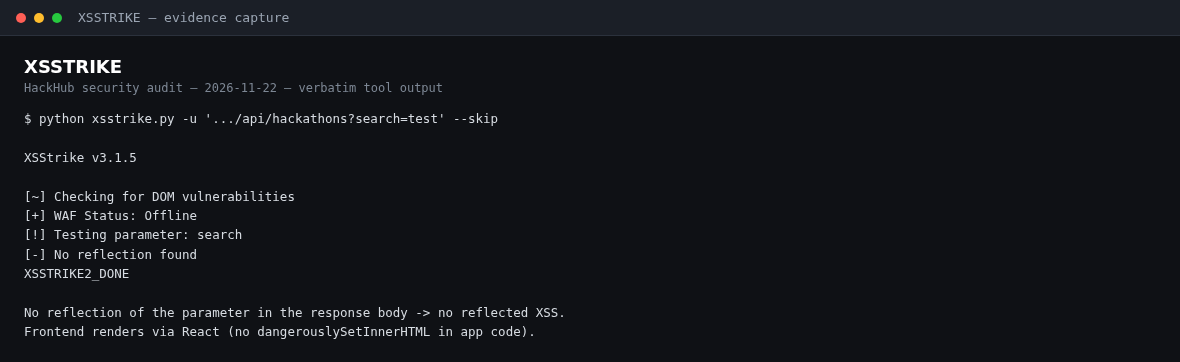 XSSTRIKE — evidence capture
XSSTRIKE
HackHub security audit — 2026-11-22 — verbatim tool output
$ python xsstrike.py -u '.../api/hackathons?search=test' --skip
XSStrike v3.1.5
[~] Checking for DOM vulnerabilities
[+] WAF Status: Offline
[!] Testing parameter: search
[-] No reflection found
XSSTRIKE2_DONE
No reflection of the parameter in the response body -> no reflected XSS.
Frontend renders via React (no dangerouslySetInnerHTML in app code).